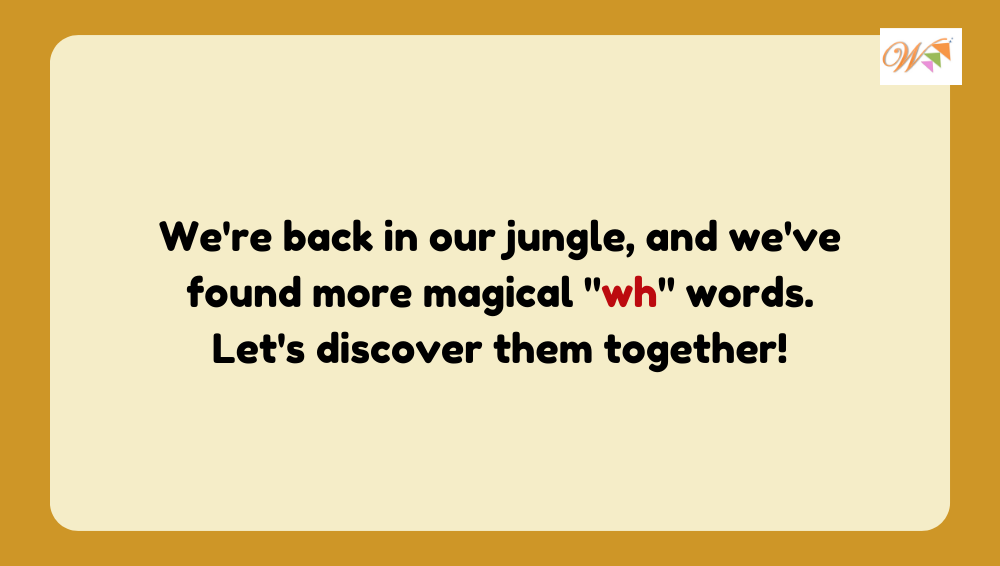 W
We're back in our jungle, and we've
found more magical "wh" words.
Let's discover them together!